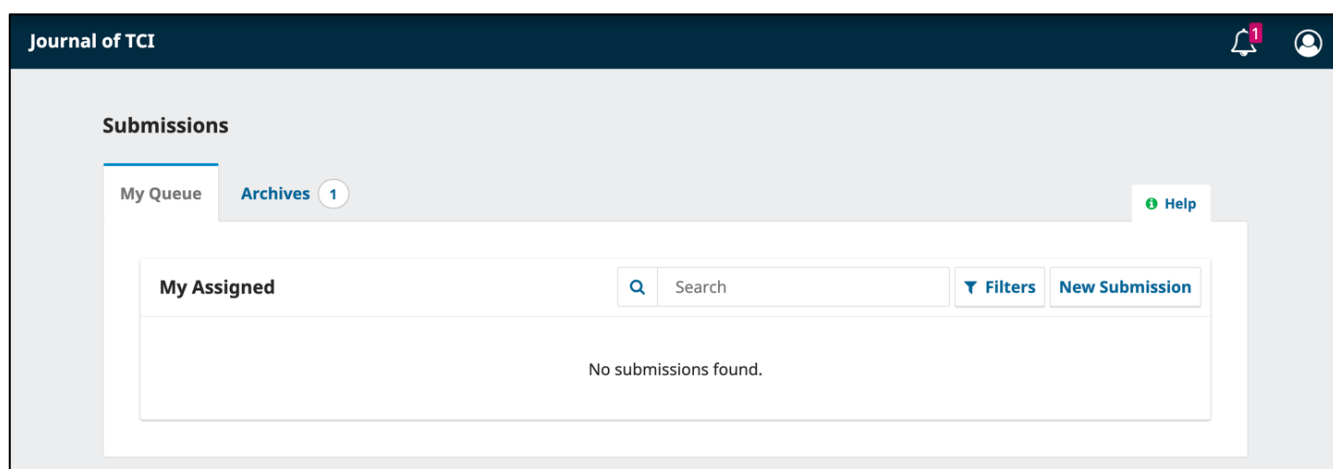 Journal of TCI
1
Submissions
My Queue
Archives 1
Help
My Assigned
Search
Filters
New Submission
No submissions found.